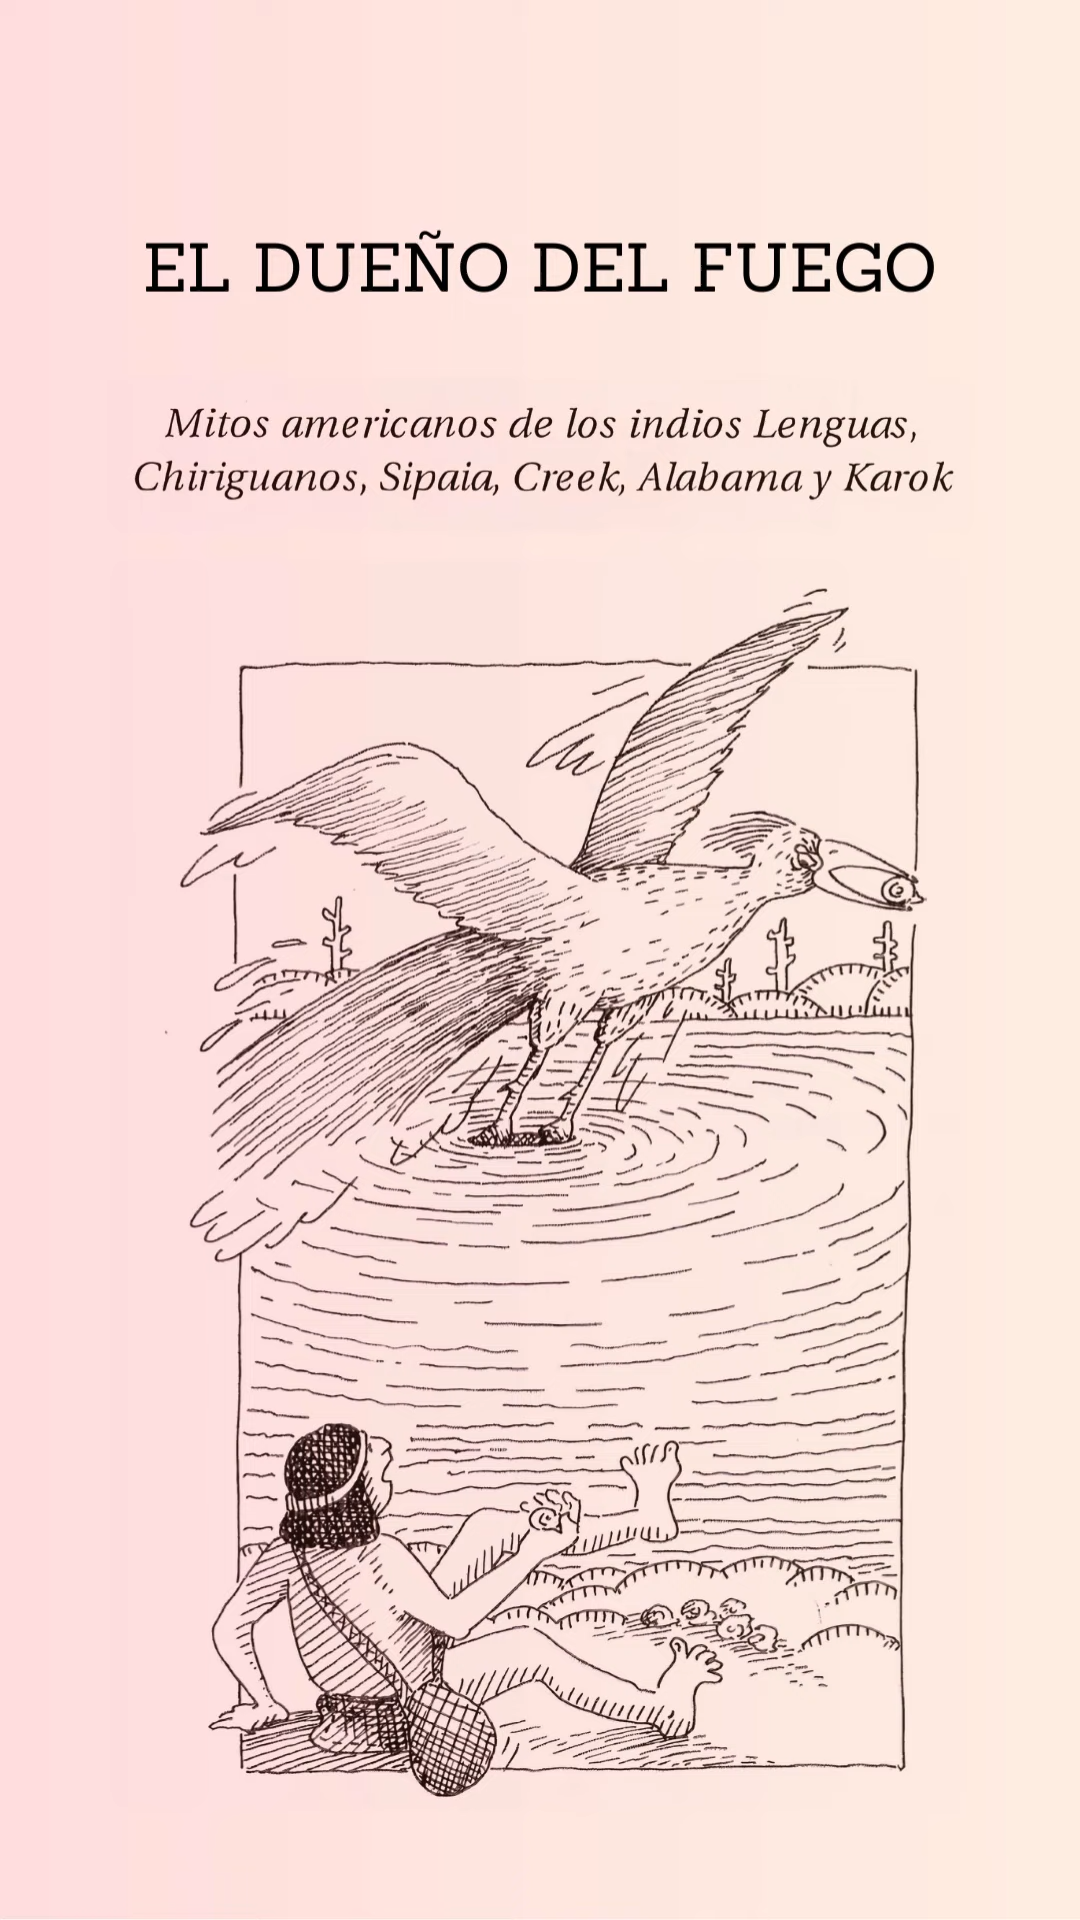 EL DUEÑO DEL FUEGO
Mitos americanos de los indios Lenguas,
Chiriguanos, Sipaia, Creek, Alabama y Karok